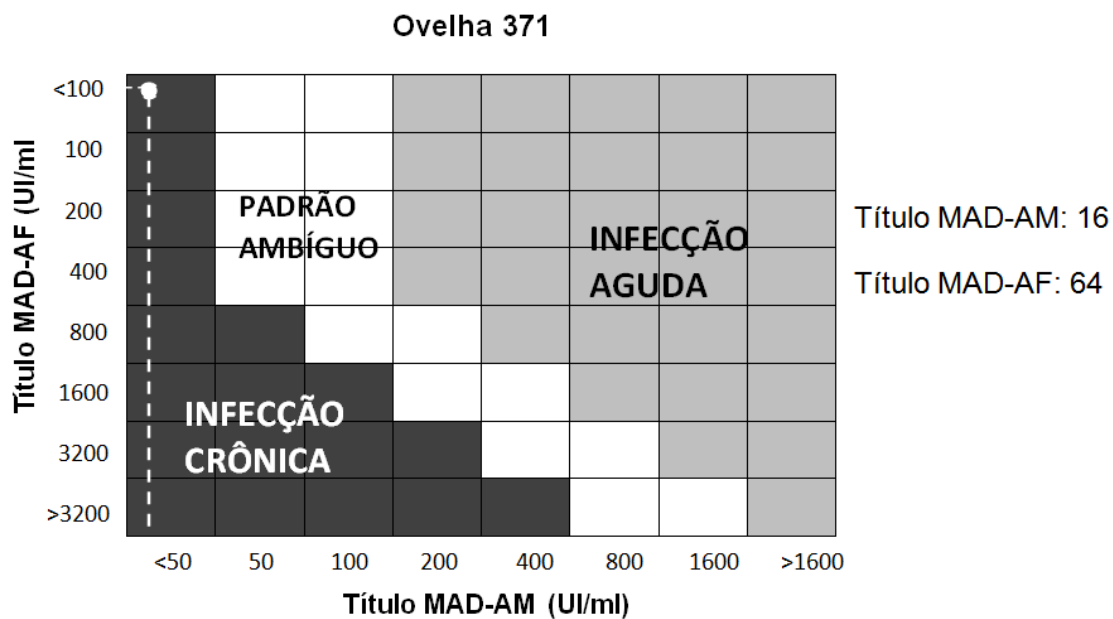 Ovelha 371
Título MAD-AF (UI/ml)
<100
100
200
400
800
1600
3200
>3200
PADRÃO
AMBÍGUO
INFECÇÃO
AGUDA
INFECÇÃO
CRÔNICA
Título MAD-AM: 16
Título MAD-AF: 64
<50 50 100 200 400 800 1600 >1600
Título MAD-AM (UI/ml)